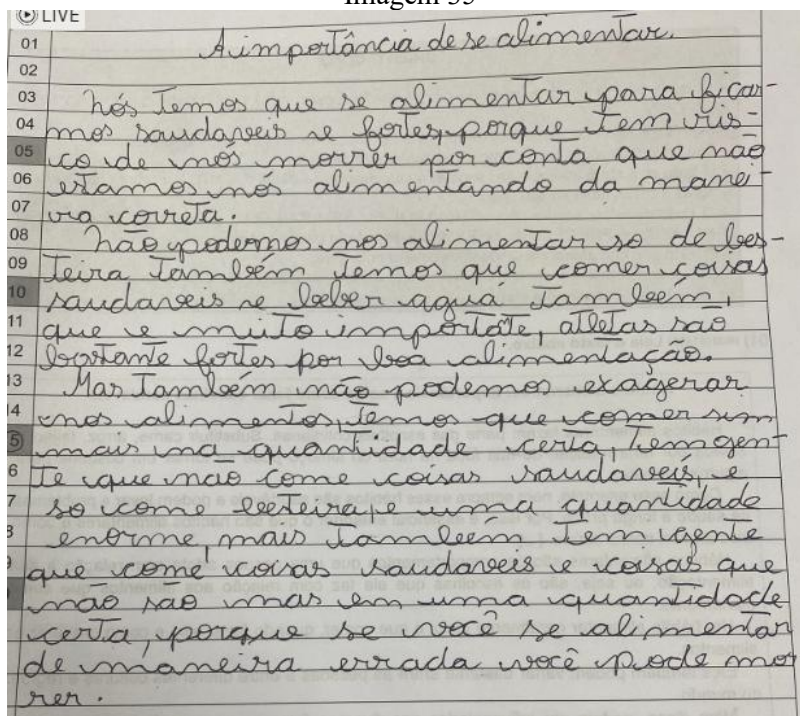 Imagem 35
LIVE
01 A importância de se alimentar.
02
03 nós Temos que se alimentar para ficar-
04 mos saudaveis e fortes, porque tem ris-
05 co de nós morrer por conta que não
06 estamos nós alimentando da manei-
07 ra correta.
08 não podemos nos alimentar so de bes-
09 teira também temos que comer coisas
10 saudaveis e beber aguá também,
11 que e muito importãte, atletas são
12 bastante fortes por boa alimentação.
13 Mas também não podemos exagerar
14 nos alimentos, temos que comer sim
5 mais na quantidade certa, tem gen-
6 te que não come coisas saudaveis, e
7 so come besteira, e uma quantidade
8 enorme, mais também tem gente
que come coisas saudaveis e coisas que
não são mas em uma quantidade
certa, porque se você se alimentar
de maneira errada você pode mor
rer.